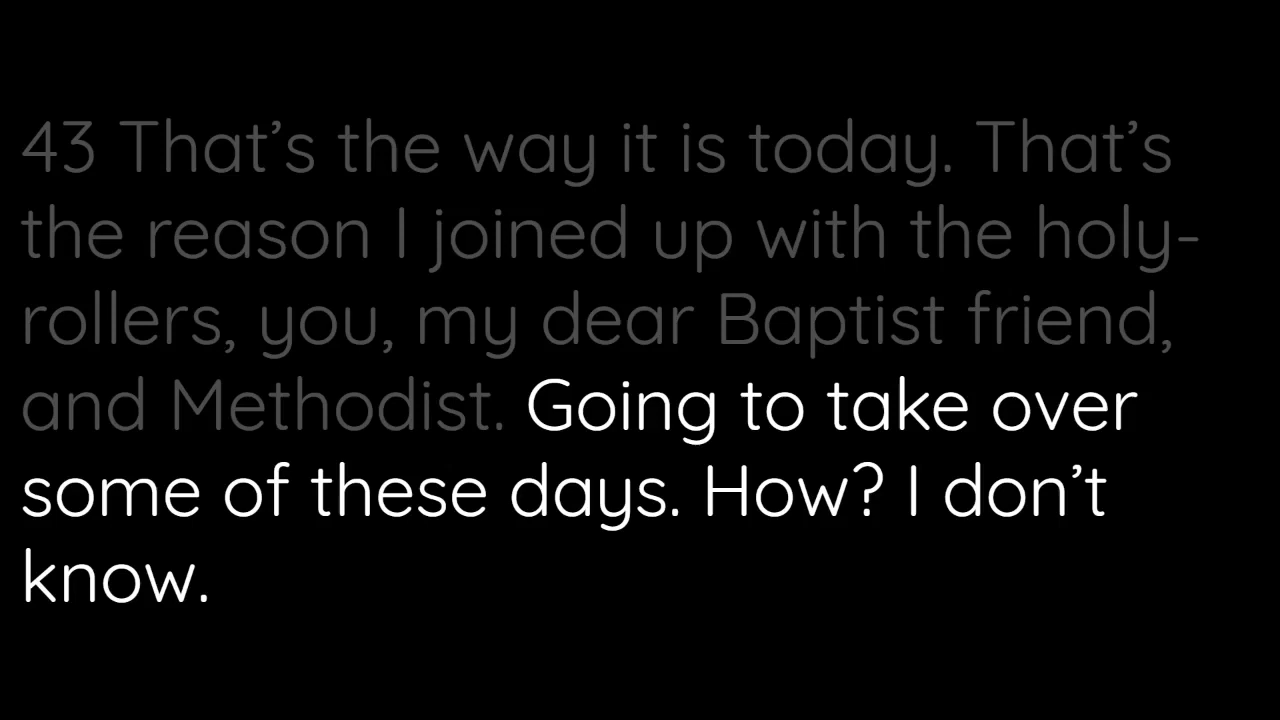 43 That’s the way it is today. That’s
the reason I joined up with the holy-
rollers, you, my dear Baptist friend,
and Methodist. Going to take over
some of these days. How? I don’t
know.